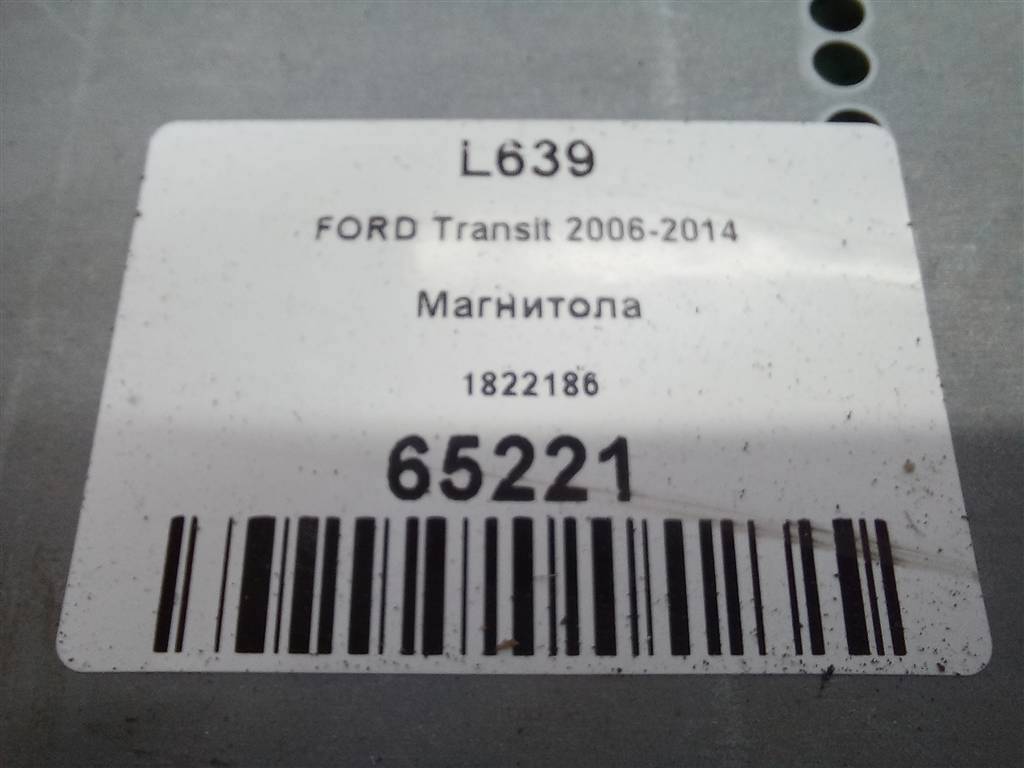 L639
FORD Transit 2006-2014
Магнитола
1822186
65221